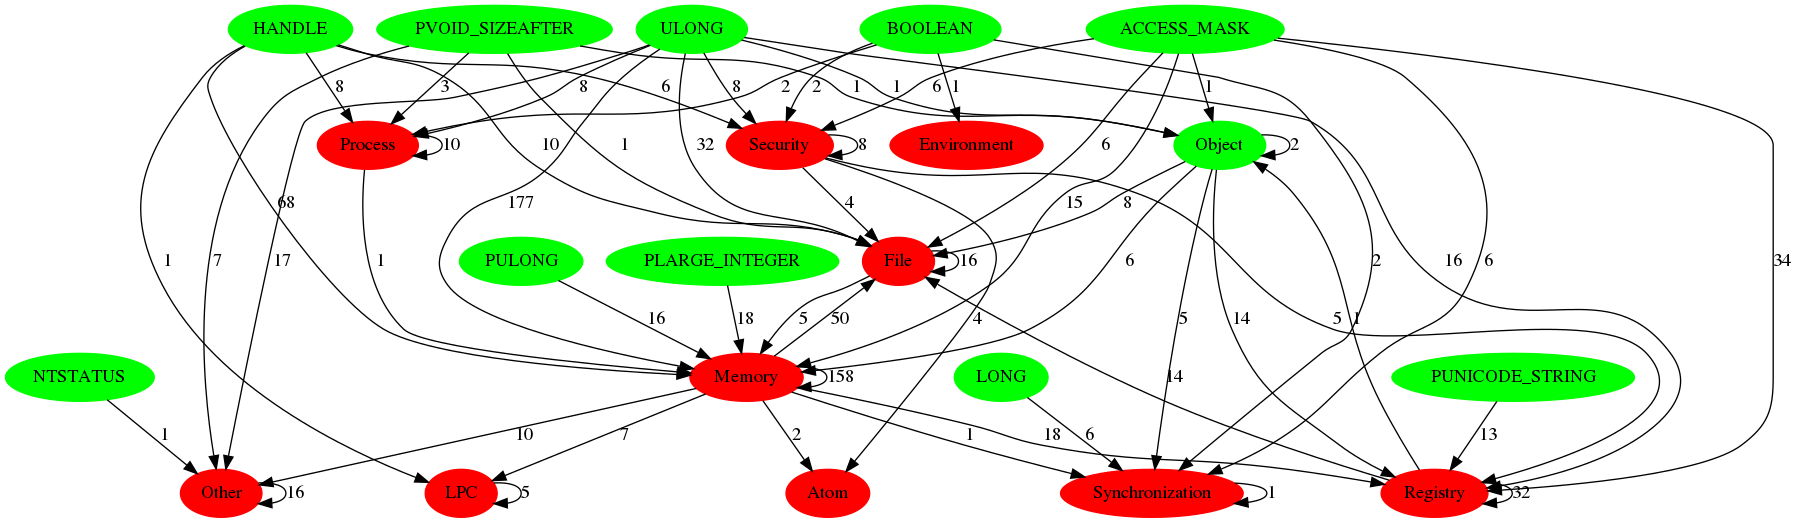 HANDLE PVOID_SIZEAFTER ULONG BOOLEAN ACCESS_MASK
8 3 8 6 8 2 2 1 6 1 1 1
Process Security Environment Object
10 8 2
10 1 32 6
68 177 4 15 8
PULONG PLARGE_INTEGER File
1 7 17 1 16 6 2 16 6 34
16 18 5 50 4 5 14 5 1
NTSTATUS Memory LONG PUNICODE_STRING
158 14
1 10 7 2 1 6 18 13
Other LPC Atom Synchronization Registry
16 5 1 32